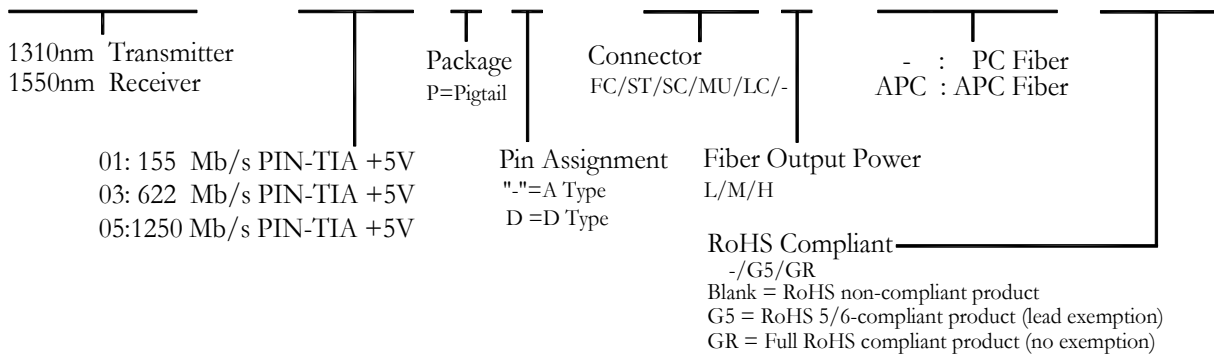 1310nm Transmitter
1550nm Receiver
01: 155 Mb/s PIN-TIA +5V
03: 622 Mb/s PIN-TIA +5V
05:1250 Mb/s PIN-TIA +5V
Package
P=Pigtail
Pin Assignment
"-"=A Type
D =D Type
Connector
FC/ST/SC/MU/LC/-
Fiber Output Power
L/M/H
- : PC Fiber
APC : APC Fiber
RoHS Compliant
-/G5/GR
Blank = RoHS non-compliant product
G5 = RoHS 5/6-compliant product (lead exemption)
GR = Full RoHS compliant product (no exemption)